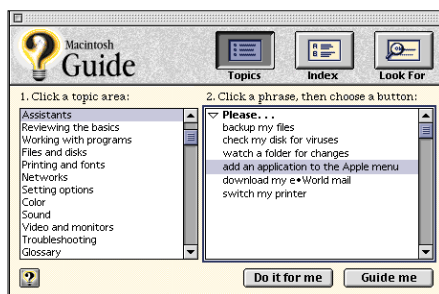 Macintosh
Guide
Topics
Index
Look For
1. Click a topic area:
2. Click a phrase, then choose a button:
Assistants
Reviewing the basics
Working with programs
Files and disks
Printing and fonts
Networks
Setting options
Color
Sound
Video and monitors
Troubleshooting
Glossary
Please...
backup my files
check my disk for viruses
watch a folder for changes
add an application to the Apple menu
download my e•World mail
switch my printer
?
Do it for me
Guide me